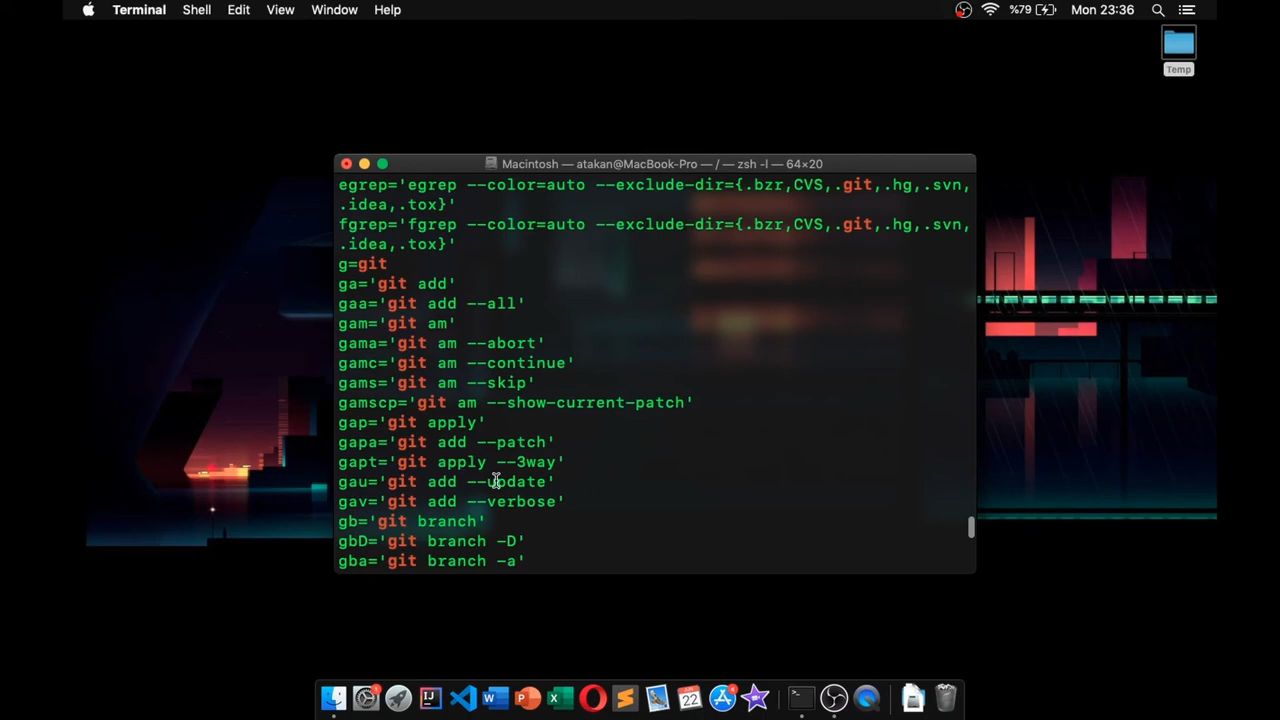 Terminal Shell Edit View Window Help %79 Mon 23:36
Temp
Macintosh — atakan@MacBook-Pro — / — zsh -l — 64×20
egrep='egrep --color=auto --exclude-dir={.bzr,CVS,.git,.hg,.svn,
.idea,.tox}'
fgrep='fgrep --color=auto --exclude-dir={.bzr,CVS,.git,.hg,.svn,
.idea,.tox}'
g=git
ga='git add'
gaa='git add --all'
gam='git am'
gama='git am --abort'
gamc='git am --continue'
gams='git am --skip'
gamscp='git am --show-current-patch'
gap='git apply'
gapa='git add --patch'
gapt='git apply --3way'
gau='git add --update'
gav='git add --verbose'
gb='git branch'
gbD='git branch -D'
gba='git branch -a'
22